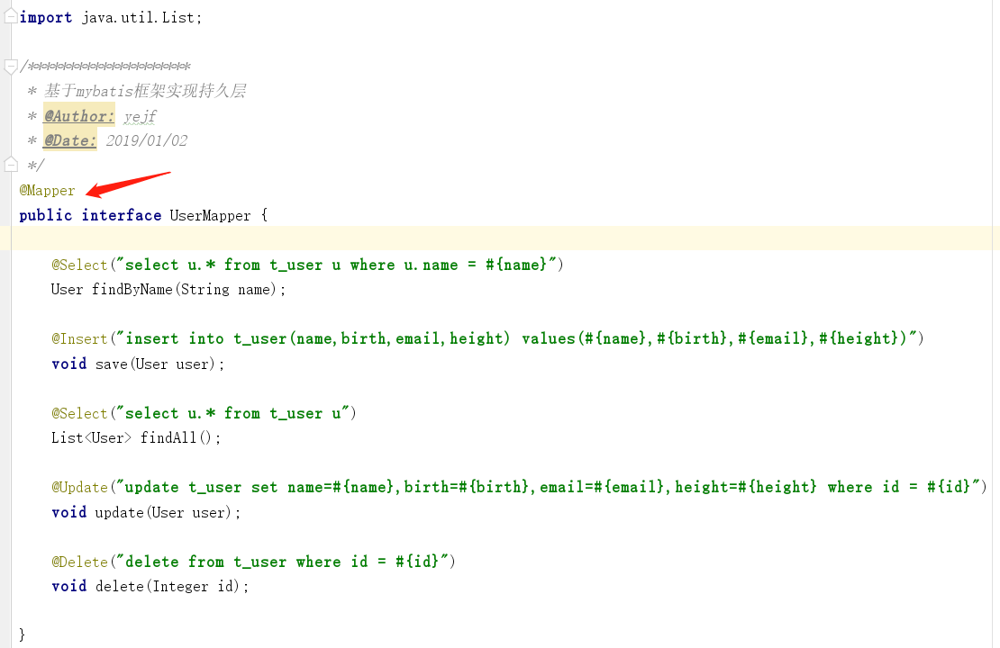 import java.util.List;
/********************
* 基于mybatis框架实现持久层
* @Author: yejf
* @Date: 2019/01/02
*/
@Mapper
public interface UserMapper {
@Select("select u.* from t_user u where u.name = #{name}")
User findByName(String name);
@Insert("insert into t_user(name,birth,email,height) values(#{name},#{birth},#{email},#{height})")
void save(User user);
@Select("select u.* from t_user u")
List<User> findAll();
@Update("update t_user set name=#{name},birth=#{birth},email=#{email},height=#{height} where id = #{id}")
void update(User user);
@Delete("delete from t_user where id = #{id}")
void delete(Integer id);
}